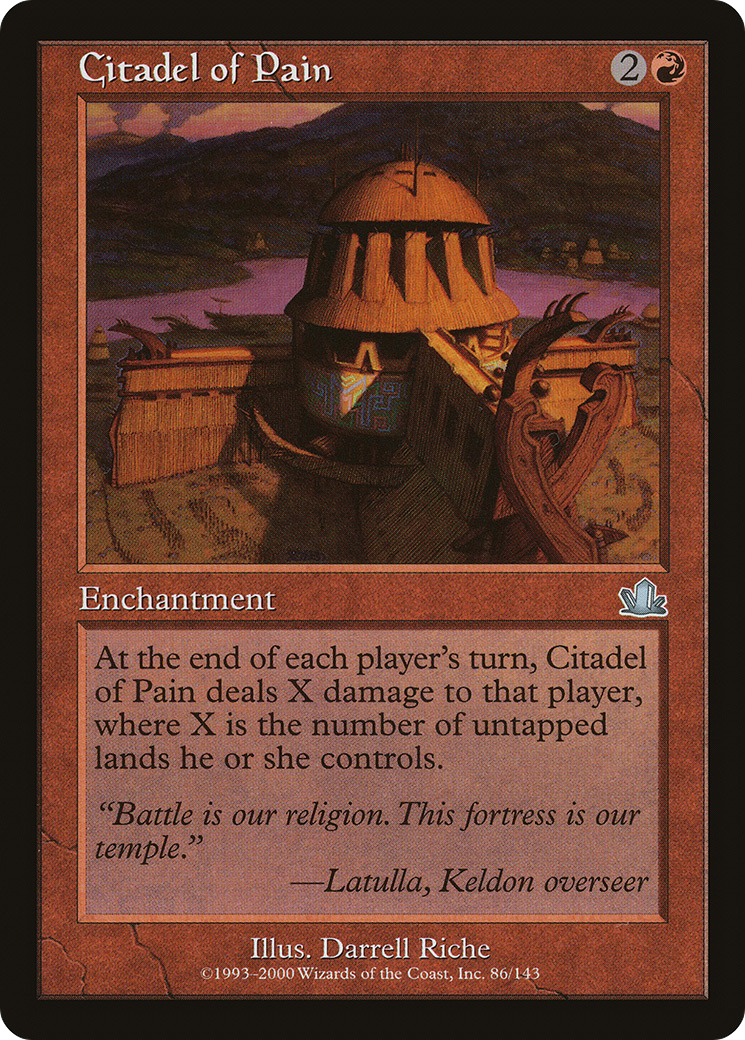 Citadel of Pain
2
Enchantment
At the end of each player's turn, Citadel
of Pain deals X damage to that player,
where X is the number of untapped
lands he or she controls.
“Battle is our religion. This fortress is our
temple.”
—Latulla, Keldon overseer
Illus. Darrell Riche
©1993–2000 Wizards of the Coast, Inc. 86/143